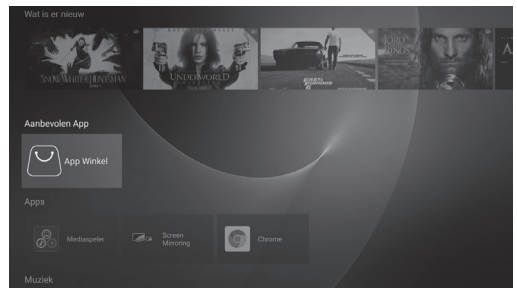 Wat is er nieuw
SNOW WHITE & THE HUNTSMAN
UNDERWORLD
FAST & FURIOUS 6
LORD OF THE RINGS
A
Aanbevolen App
App Winkel
Apps
Mediaspeler
Screen
Mirroring
Chrome
Muziek